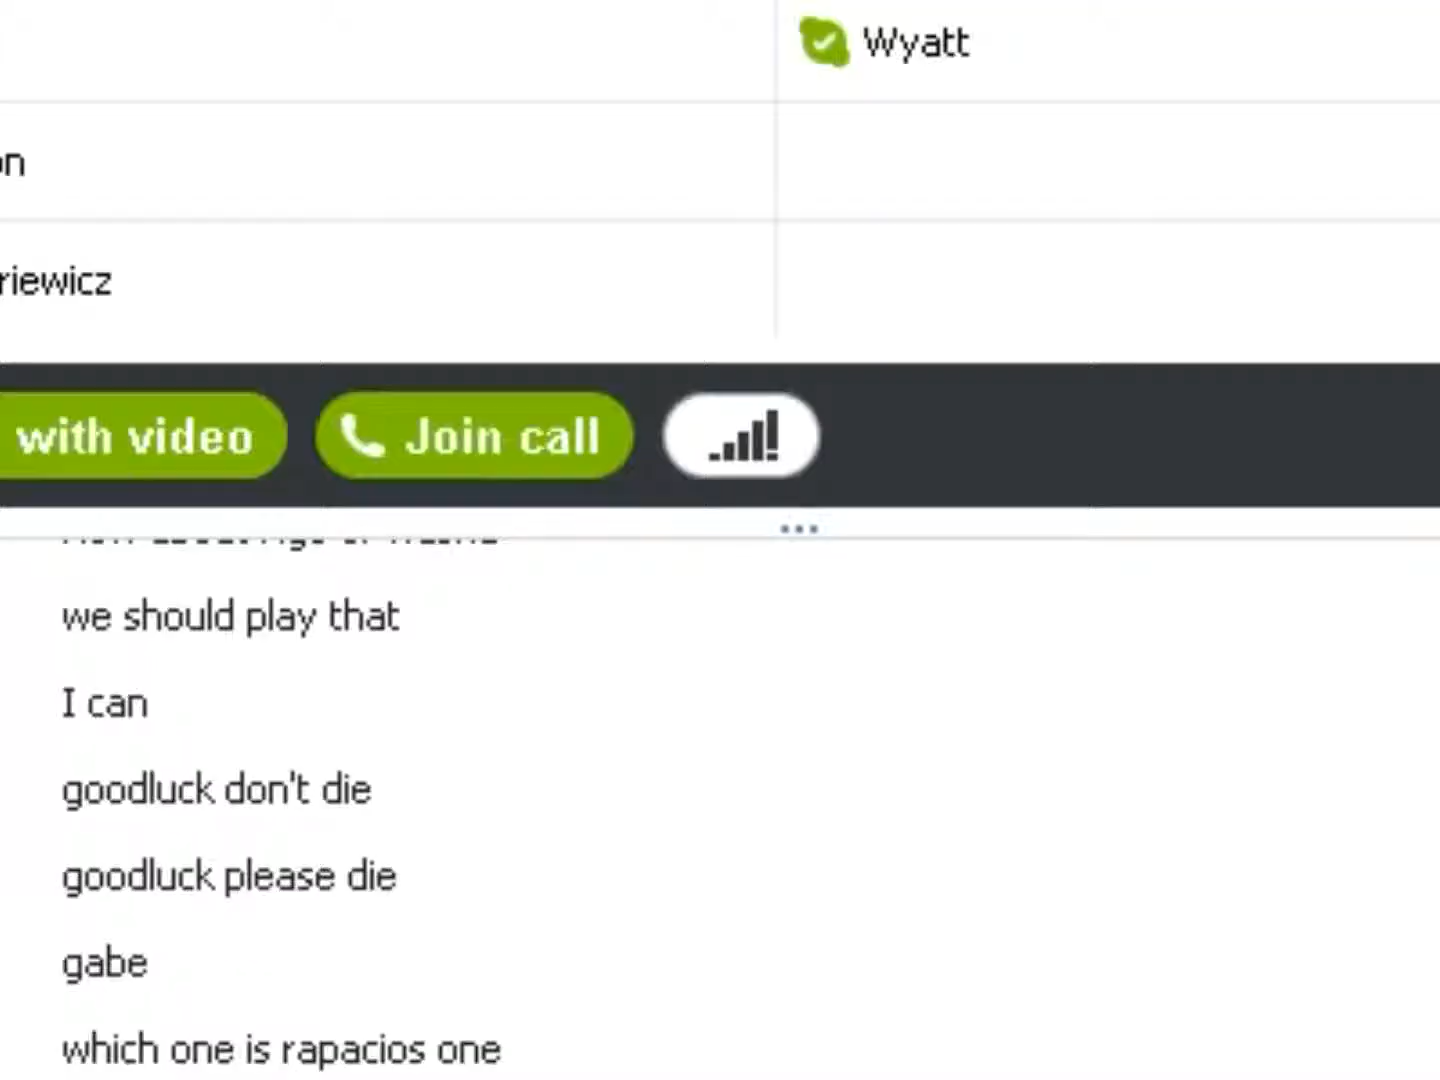 Wyatt
on
riewicz
with video
Join call
we should play that
I can
goodluck don't die
goodluck please die
gabe
which one is rapacios one